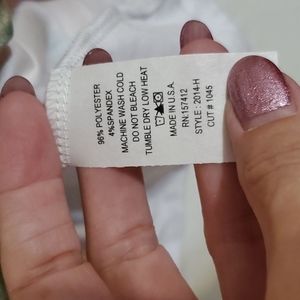 96% POLYESTER
4%SPANDEX
MACHINE WASH COLD
DO NOT BLEACH
TUMBLE DRY LOW HEAT
MADE IN U.S.A.
RN:157412
STYLE : 2014-H
CUT # 1045